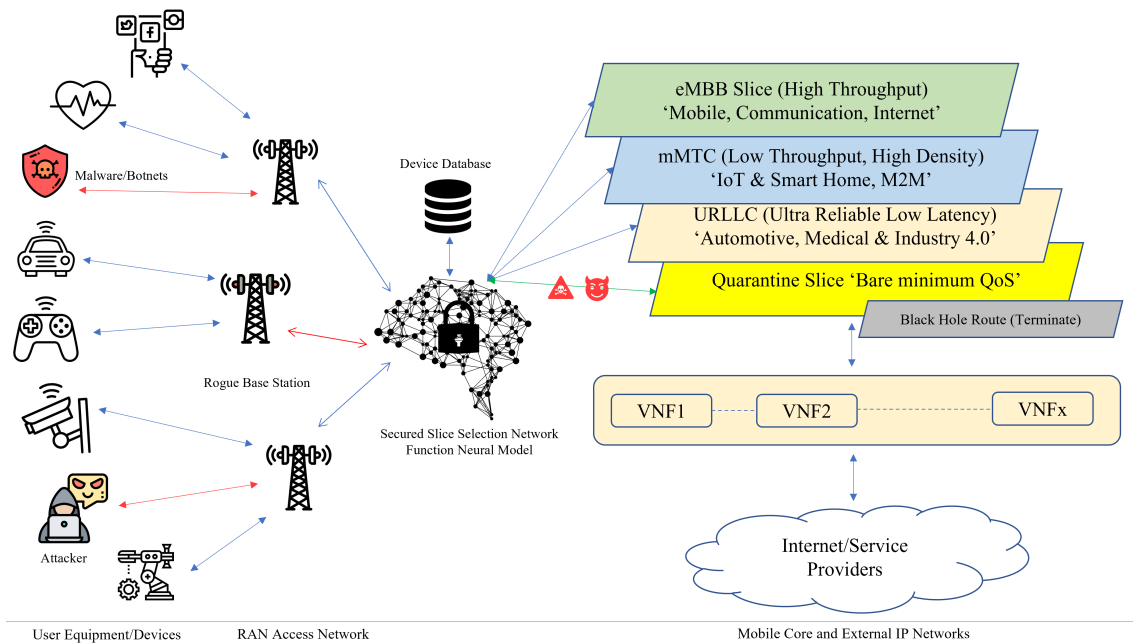 Malware/Botnets
Device Database
eMBB Slice (High Throughput)
‘Mobile, Communication, Internet’
mMTC (Low Throughput, High Density)
‘IoT & Smart Home, M2M’
URLLC (Ultra Reliable Low Latency)
‘Automotive, Medical & Industry 4.0’
Quarantine Slice ‘Bare minimum QoS’
Black Hole Route (Terminate)
Rogue Base Station
Secured Slice Selection Network
Function Neural Model
VNF1
VNF2
VNFx
Attacker
Internet/Service
Providers
User Equipment/Devices
RAN Access Network
Mobile Core and External IP Networks